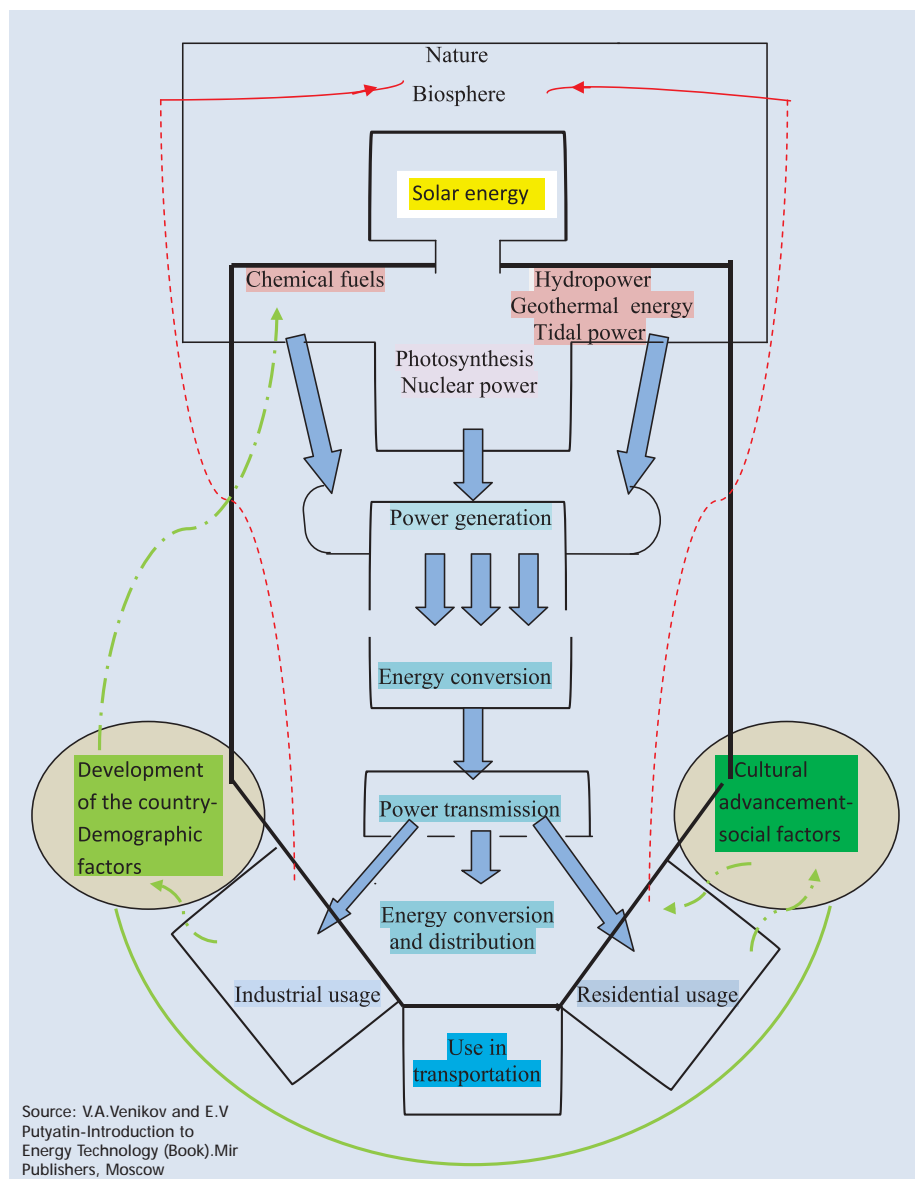 Nature
Biosphere
Solar energy
Chemical fuels
Hydropower
Geothermal energy
Tidal power
Photosynthesis
Nuclear power
Power generation
Energy conversion
Development
of the country-
Demographic
factors
Cultural
advancement-
social factors
Power transmission
Energy conversion
and distribution
Industrial usage
Residential usage
Use in
transportation
Source: V.A.Venikov and E.V
Putyatin-Introduction to
Energy Technology (Book).Mir
Publishers, Moscow